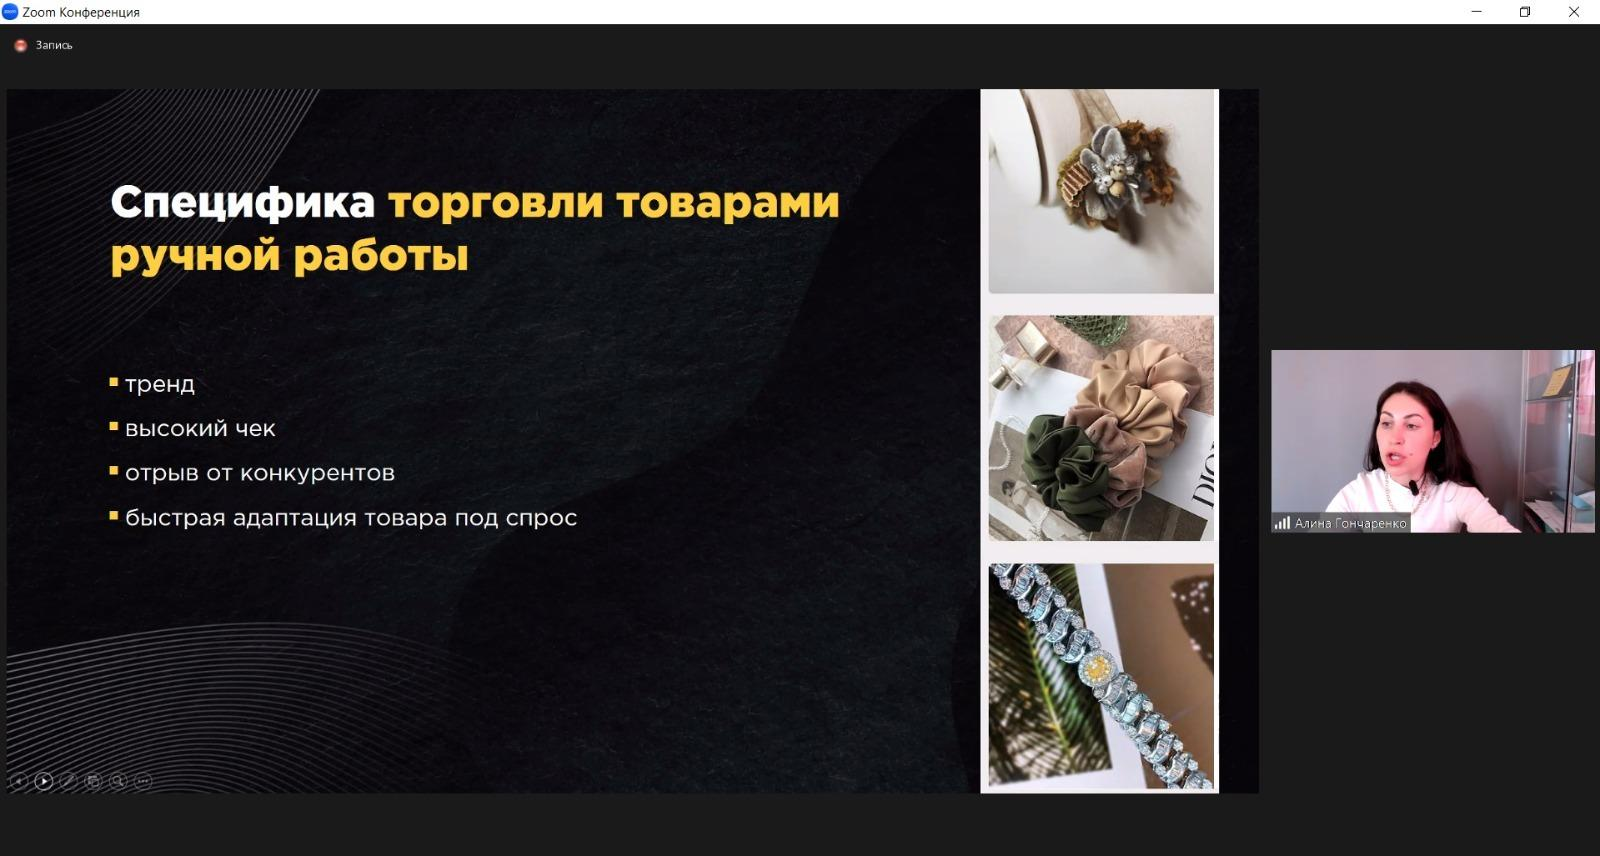 Zoom Конференция
Запись
Специфика торговли товарами
ручной работы
тренд
высокий чек
отрыв от конкурентов
быстрая адаптация товара под спрос
DIOR
Алина Гончаренко